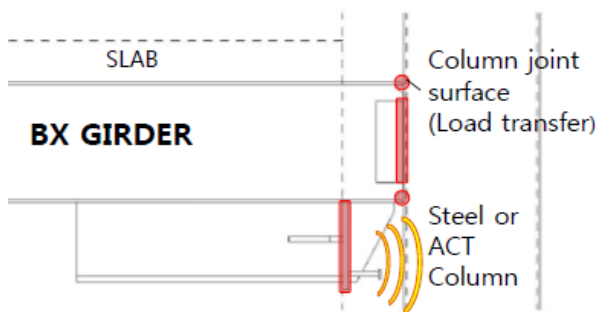 SLAB
BX GIRDER
Column joint
surface
(Load transfer)
Steel or
ACT
Column